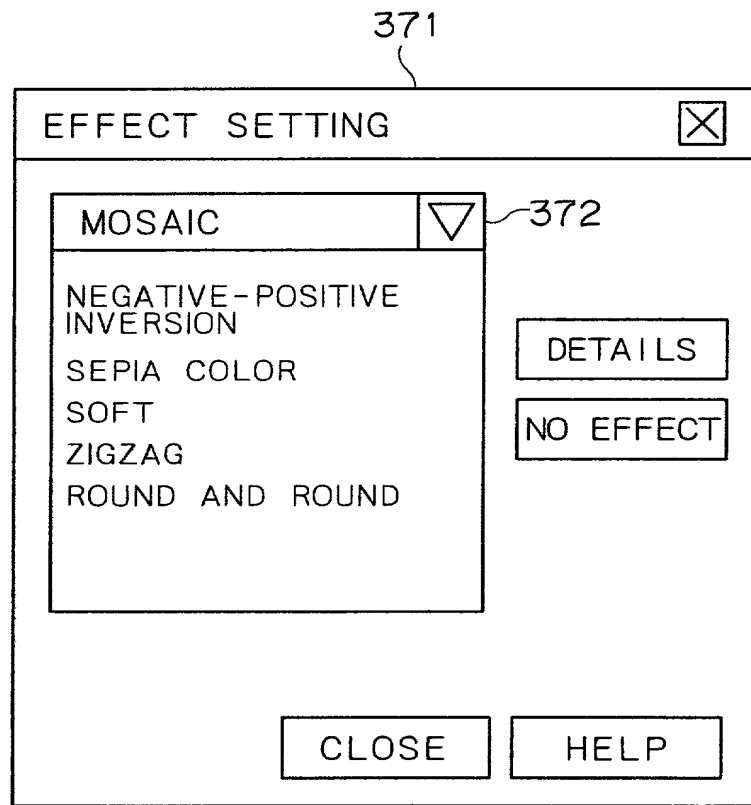 371
EFFECT SETTING
MOSAIC
372
NEGATIVE-POSITIVE
INVERSION
SEPIA COLOR
SOFT
ZIGZAG
ROUND AND ROUND
DETAILS
NO EFFECT
CLOSE
HELP